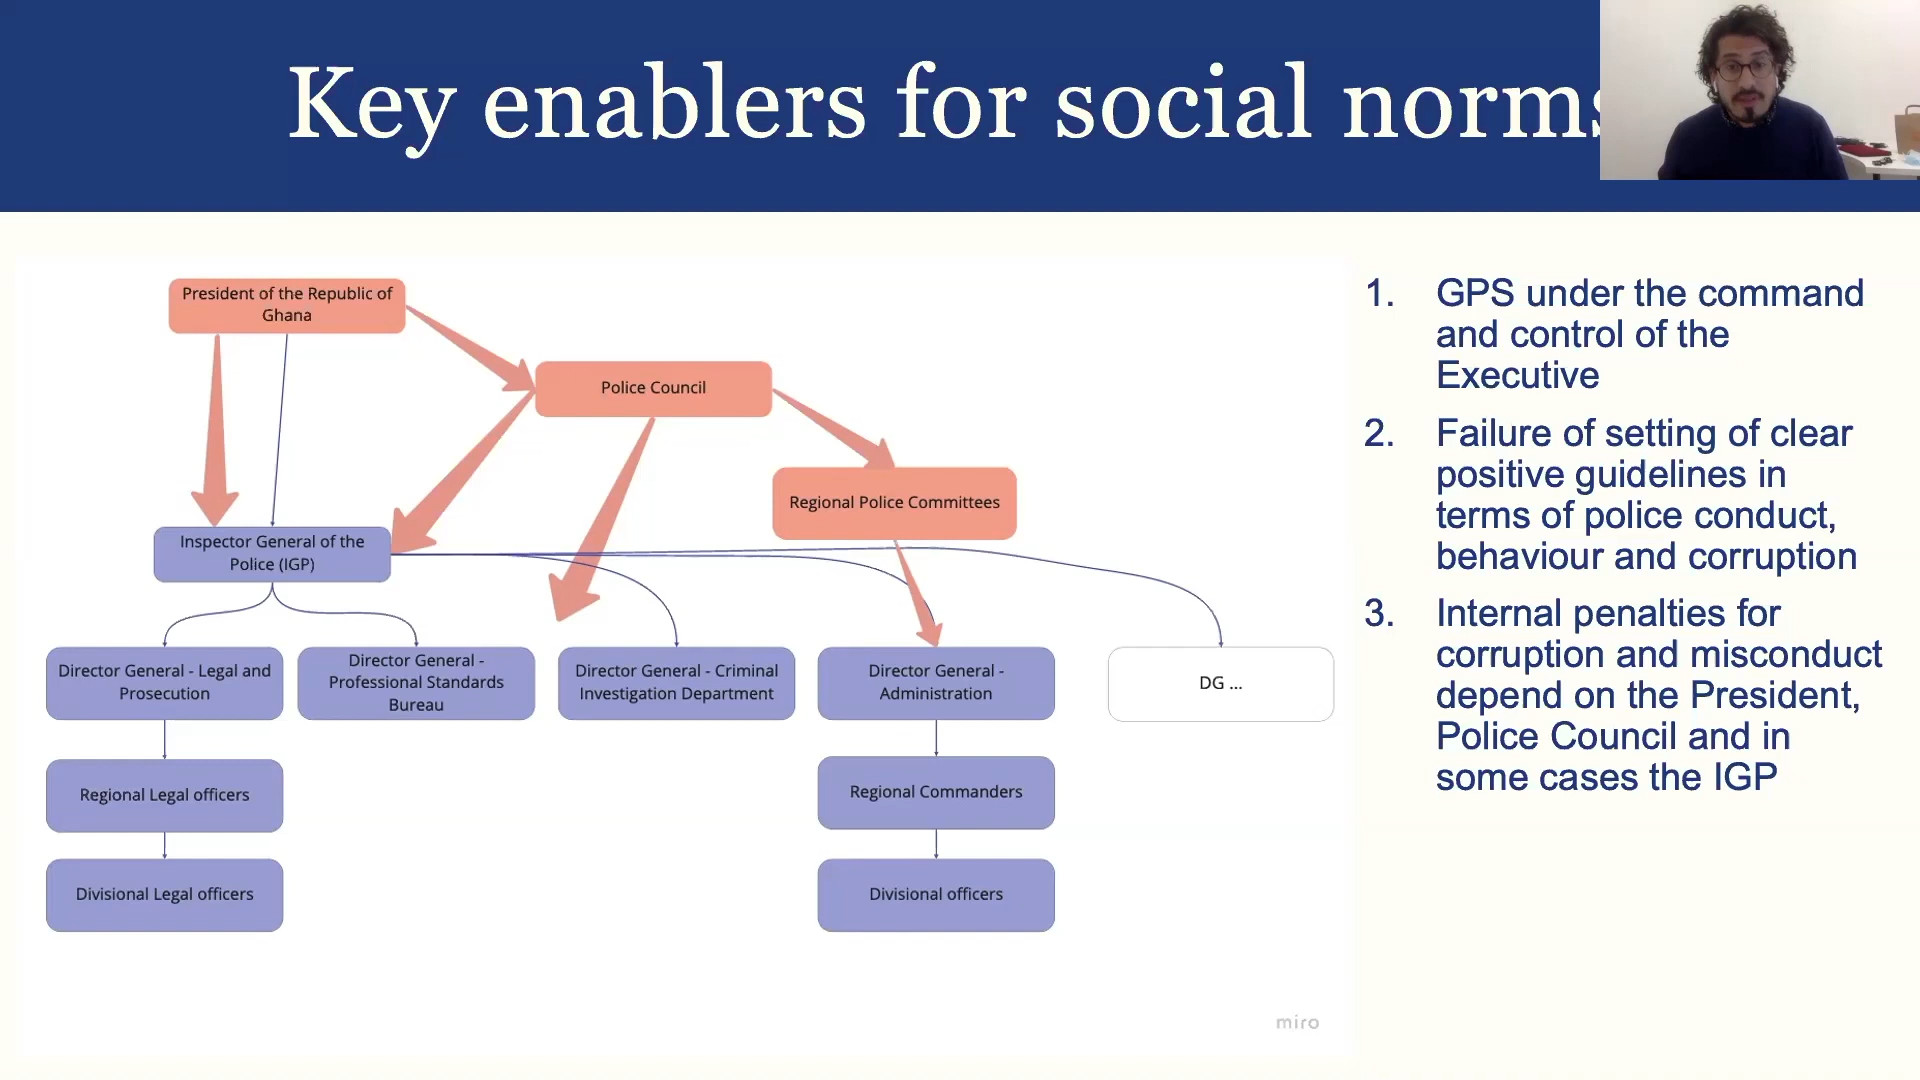 Key enablers for social norms
President of the Republic of
Ghana
Police Council
Regional Police Committees
Inspector General of the
Police (IGP)
Director General - Legal and
Prosecution
Director General -
Professional Standards
Bureau
Director General - Criminal
Investigation Department
Director General -
Administration
DG ...
Regional Legal officers
Regional Commanders
Divisional Legal officers
Divisional officers
miro
1. GPS under the command
and control of the
Executive
2. Failure of setting of clear
positive guidelines in
terms of police conduct,
behaviour and corruption
3. Internal penalties for
corruption and misconduct
depend on the President,
Police Council and in
some cases the IGP